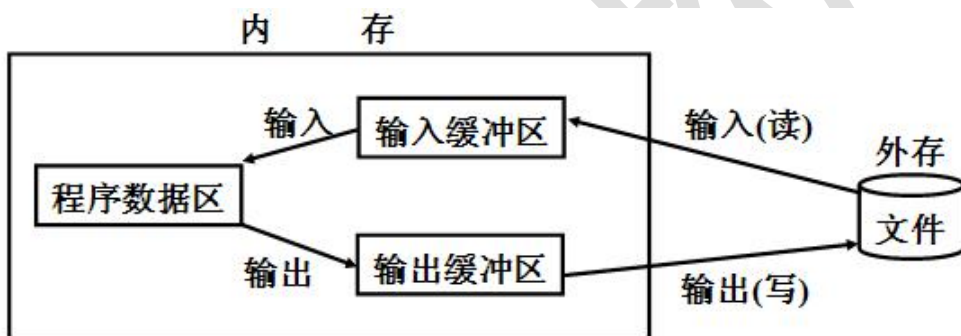 内 存
输入
输入缓冲区
输入(读)
外存
程序数据区
文件
输出
输出缓冲区
输出(写)